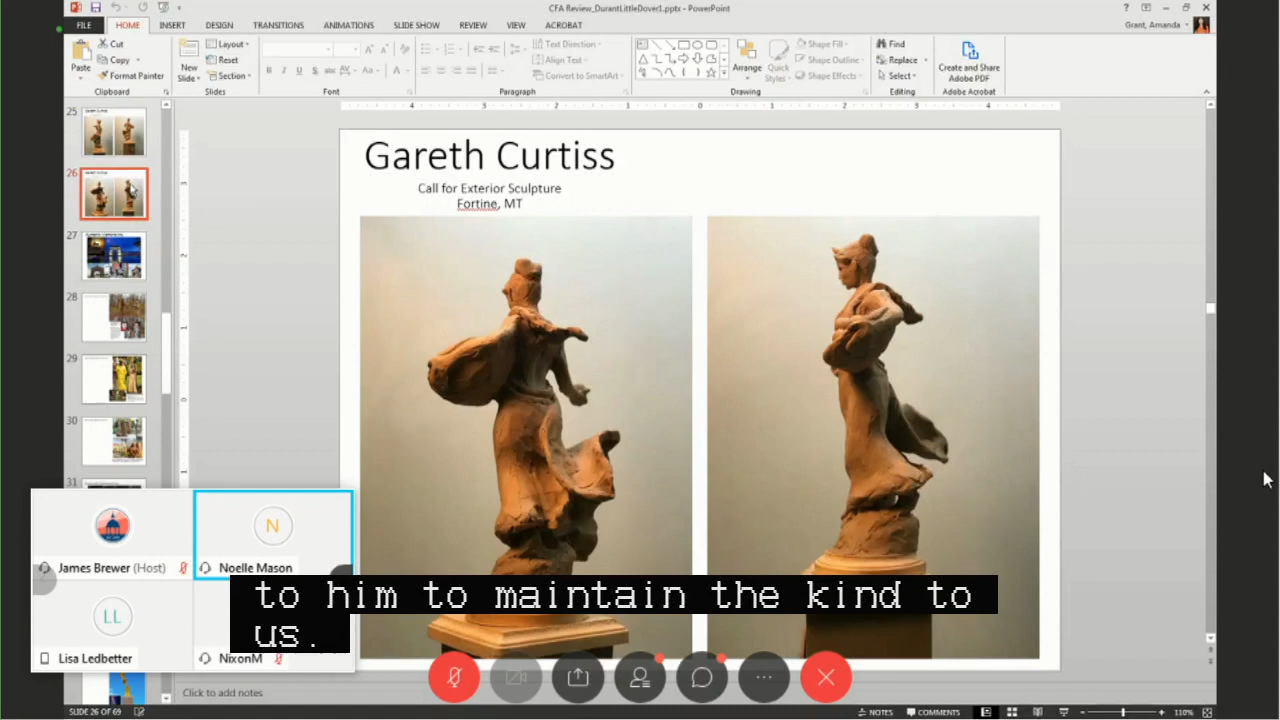 CFA Review_DurantLittleDover1.pptx - PowerPoint
FILE HOME INSERT DESIGN TRANSITIONS ANIMATIONS SLIDE SHOW REVIEW VIEW ACROBAT Grant, Amanda
Paste
Cut
Copy
Format Painter
Clipboard
New Slide
Layout
Reset
Section
Slides
Font
Text Direction
Align Text
Convert to SmartArt
Paragraph
Arrange
Quick Styles
Shape Fill
Shape Outline
Shape Effects
Drawing
Find
Replace
Select
Editing
Create and Share
Adobe PDF
Adobe Acrobat
25
26
27
28
29
30
31
Gareth Curtiss
Call for Exterior Sculpture
Fortine, MT
James Brewer (Host)
N
Noelle Mason
LL
Lisa Ledbetter
NixonM
to him to maintain the kind to
us.
Click to add notes
SLIDE 26 OF 69
NOTES COMMENTS 110%